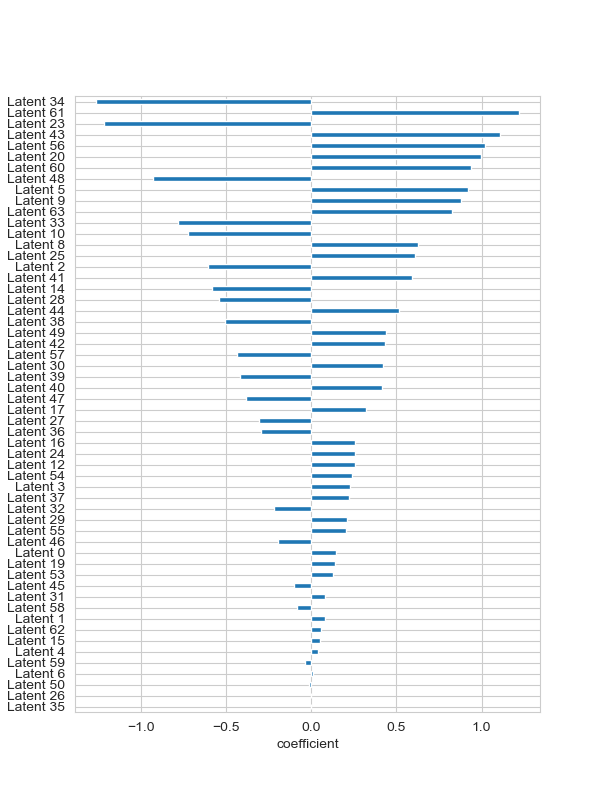 Latent 34
Latent 61
Latent 23
Latent 43
Latent 56
Latent 20
Latent 60
Latent 48
Latent 5
Latent 9
Latent 63
Latent 33
Latent 10
Latent 8
Latent 25
Latent 2
Latent 41
Latent 14
Latent 28
Latent 44
Latent 38
Latent 49
Latent 42
Latent 57
Latent 30
Latent 39
Latent 40
Latent 47
Latent 17
Latent 27
Latent 36
Latent 16
Latent 24
Latent 12
Latent 54
Latent 3
Latent 37
Latent 32
Latent 29
Latent 55
Latent 46
Latent 0
Latent 19
Latent 53
Latent 45
Latent 31
Latent 58
Latent 1
Latent 62
Latent 15
Latent 4
Latent 59
Latent 6
Latent 50
Latent 26
Latent 35
−1.0 −0.5 0.0 0.5 1.0
coefficient